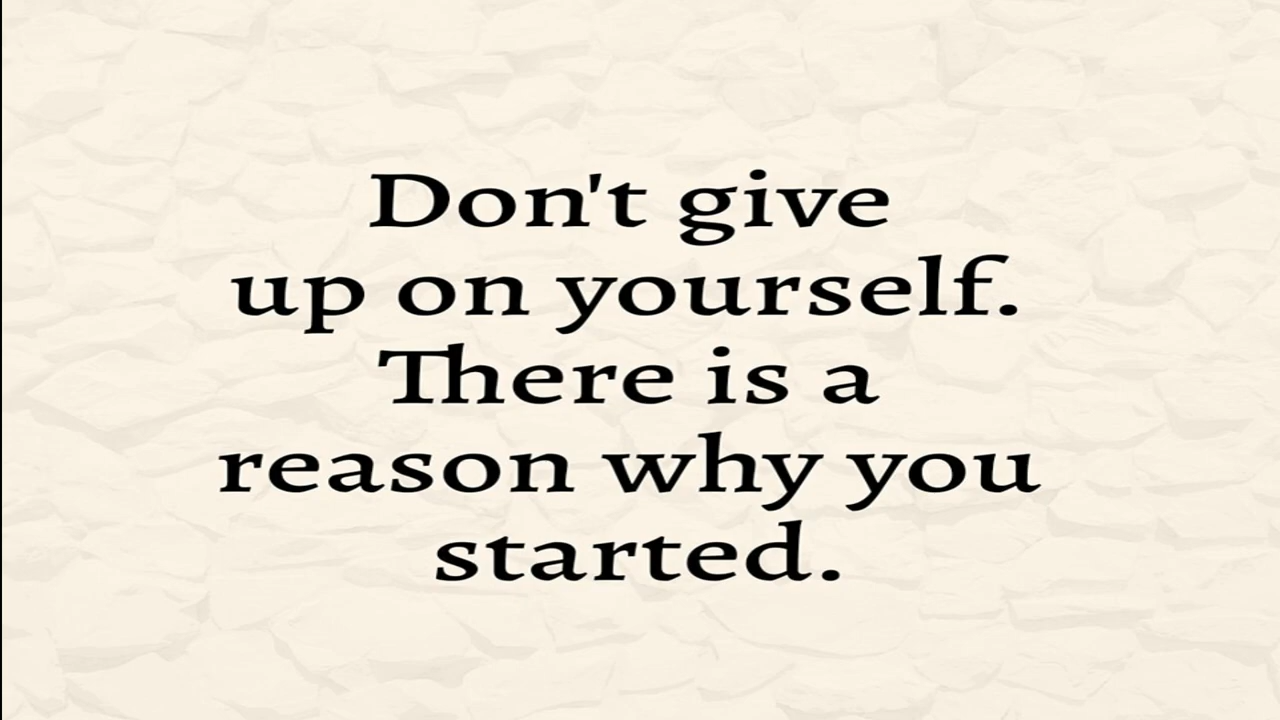 Don't give
up on yourself.
There is a
reason why you
started.